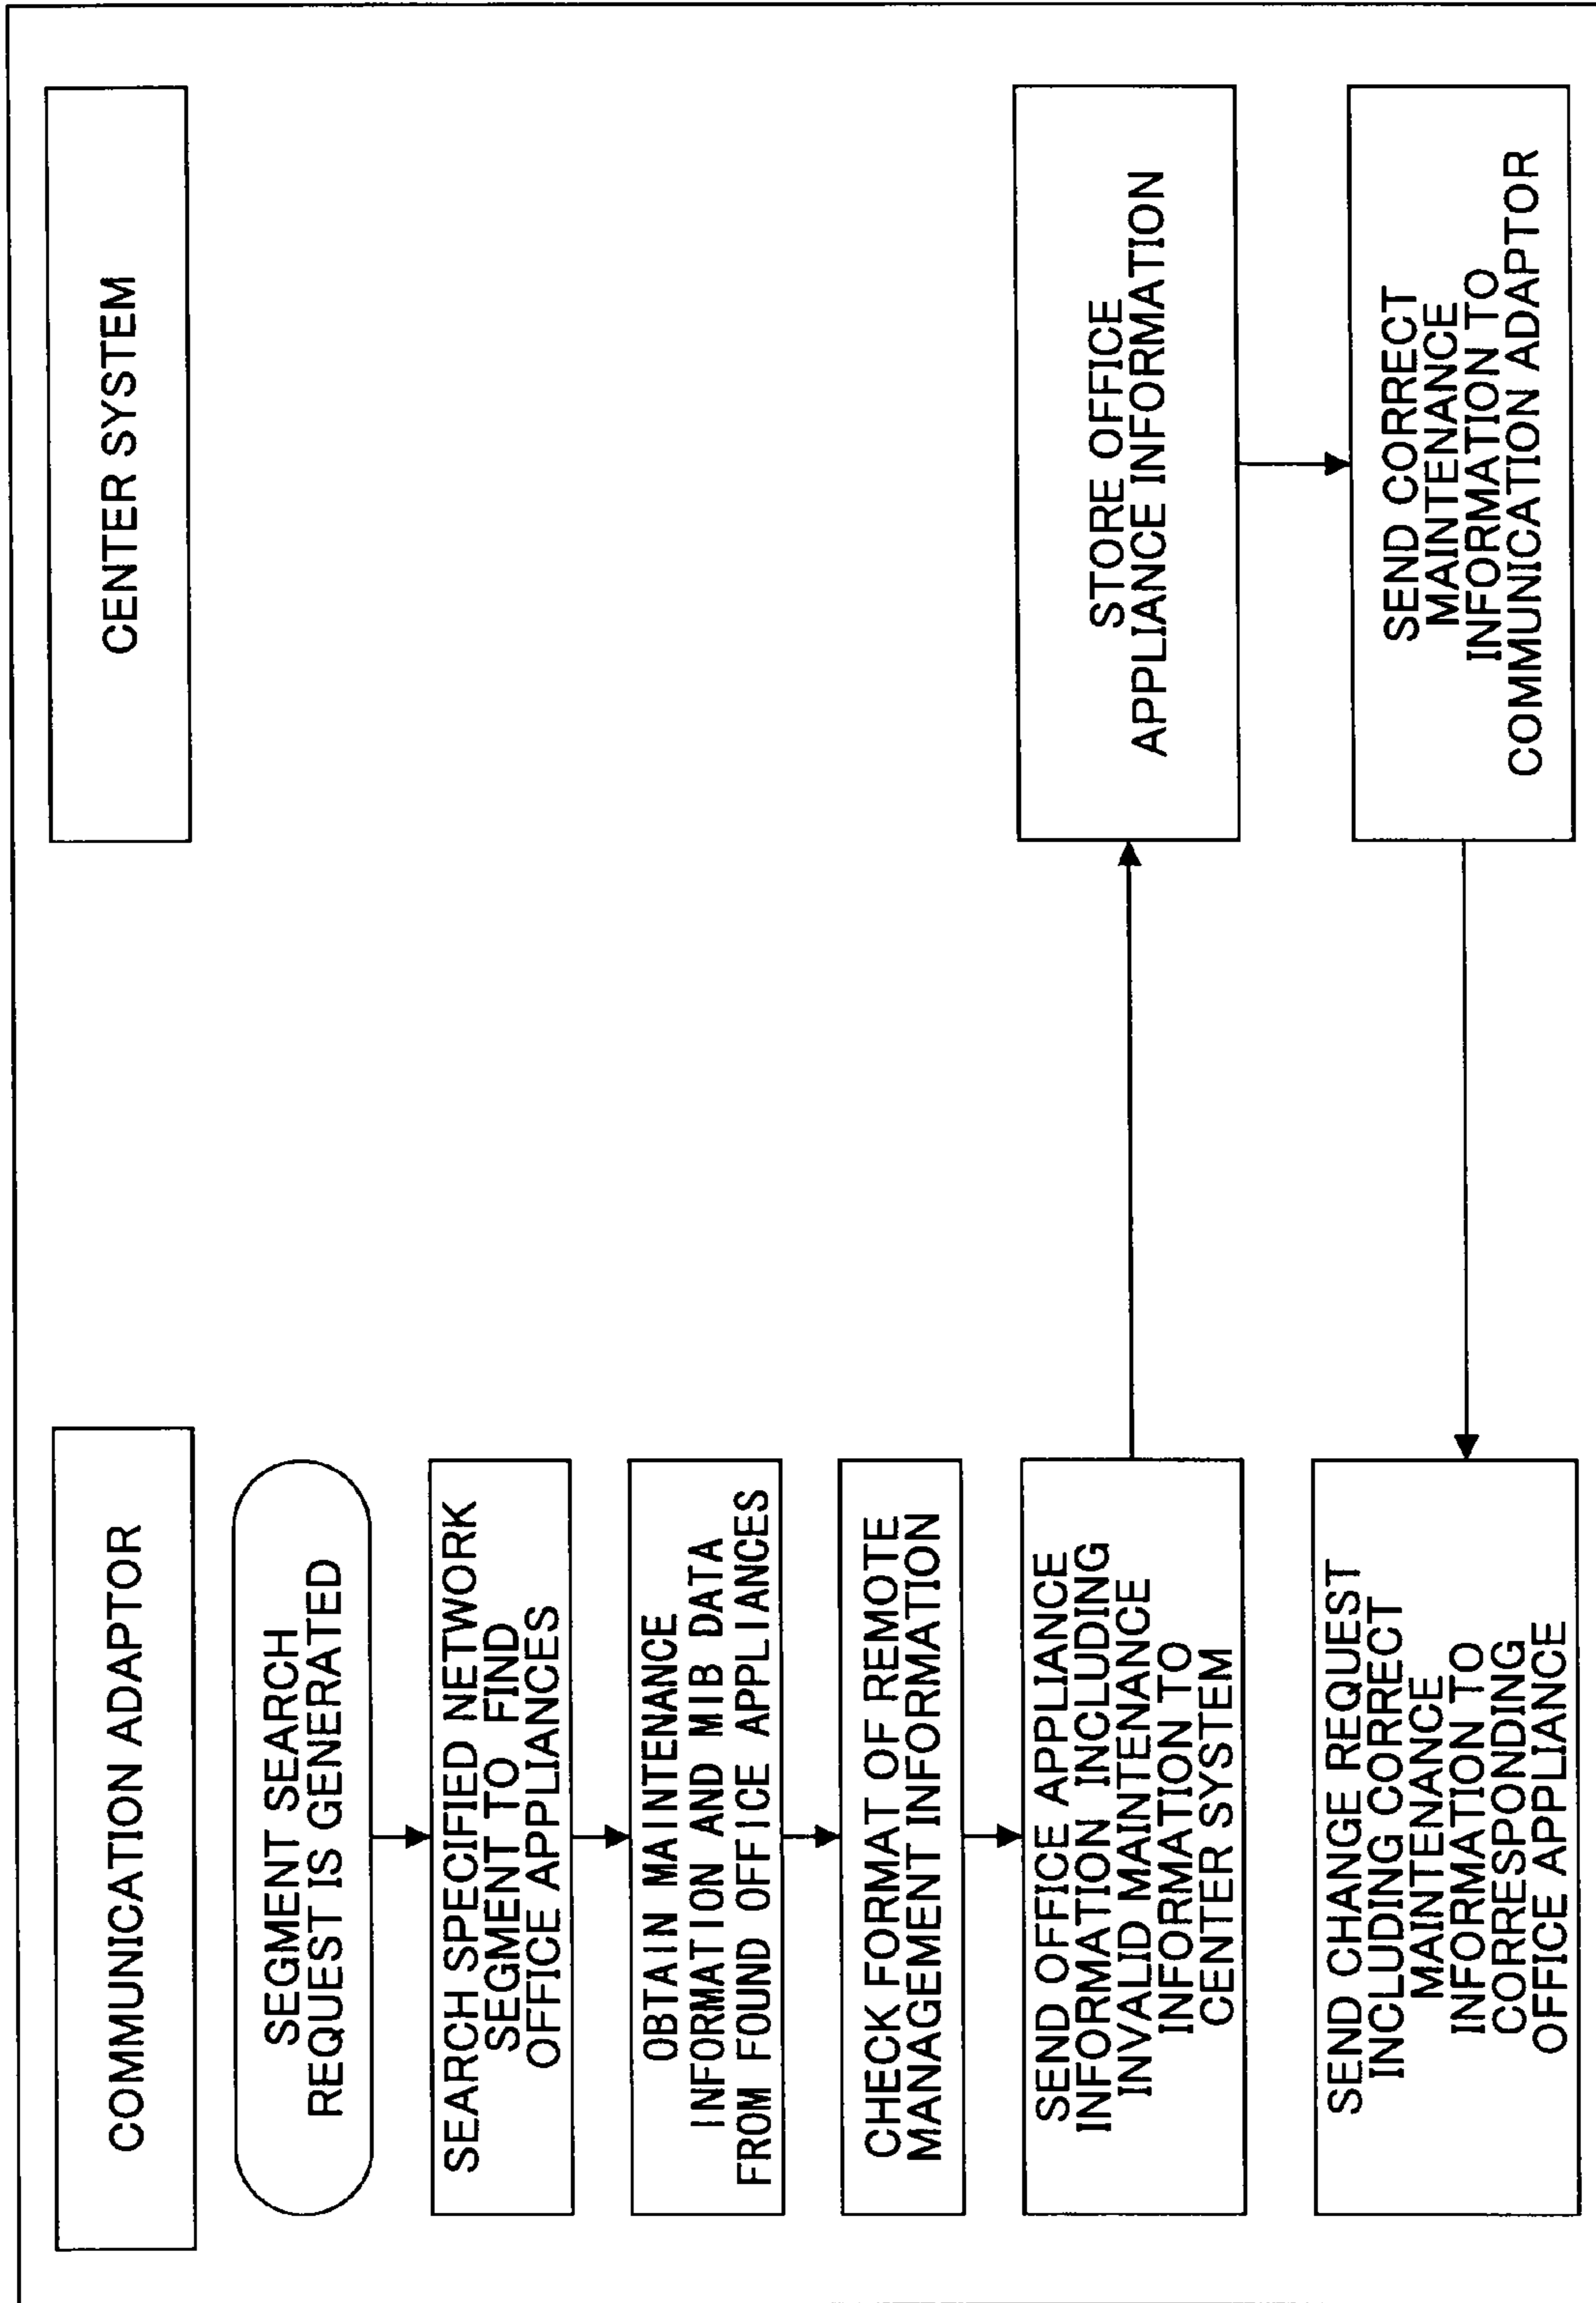 COMMUNICATION ADAPTOR
CENTER SYSTEM
SEGMENT SEARCH
REQUEST IS GENERATED
SEARCH SPECIFIED NETWORK
SEGMENT TO FIND
OFFICE APPLIANCES
OBTAIN MAINTENANCE
INFORMATION AND MIB DATA
FROM FOUND OFFICE APPLIANCES
CHECK FORMAT OF REMOTE
MANAGEMENT INFORMATION
SEND OFFICE APPLIANCE
INFORMATION INCLUDING
INVALID MAINTENANCE
INFORMATION TO
CENTER SYSTEM
STORE OFFICE
APPLIANCE INFORMATION
SEND CORRECT
MAINTENANCE
INFORMATION TO
COMMUNICATION ADAPTOR
SEND CHANGE REQUEST
INCLUDING CORRECT
MAINTENANCE
INFORMATION TO
CORRESPONDING
OFFICE APPLIANCE